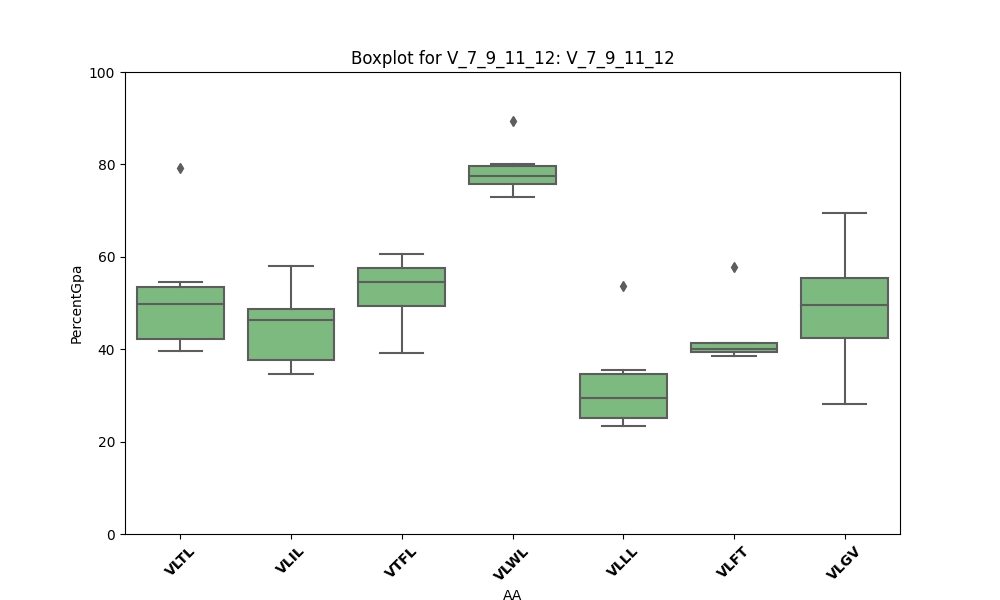 Boxplot for V_7_9_11_12: V_7_9_11_12
100
80
60
40
20
0
PercentGpa
VLTL VLIL VTFL VLWL VLLL VLFT VLGV
AA